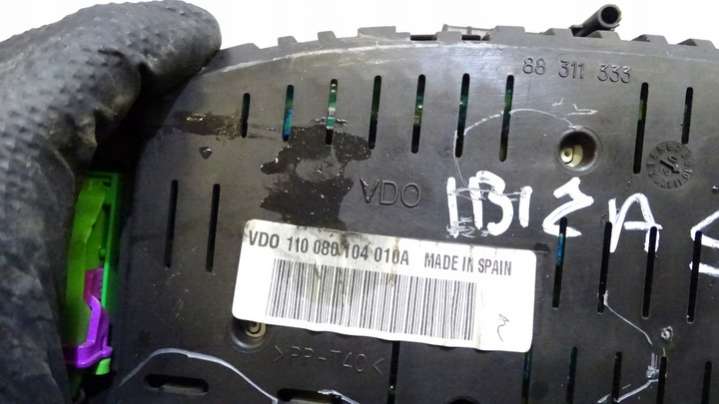 88 311 333
VDO
IBIZA
VDO 110 080 104 010A MADE IN SPAIN
>PP-T40<